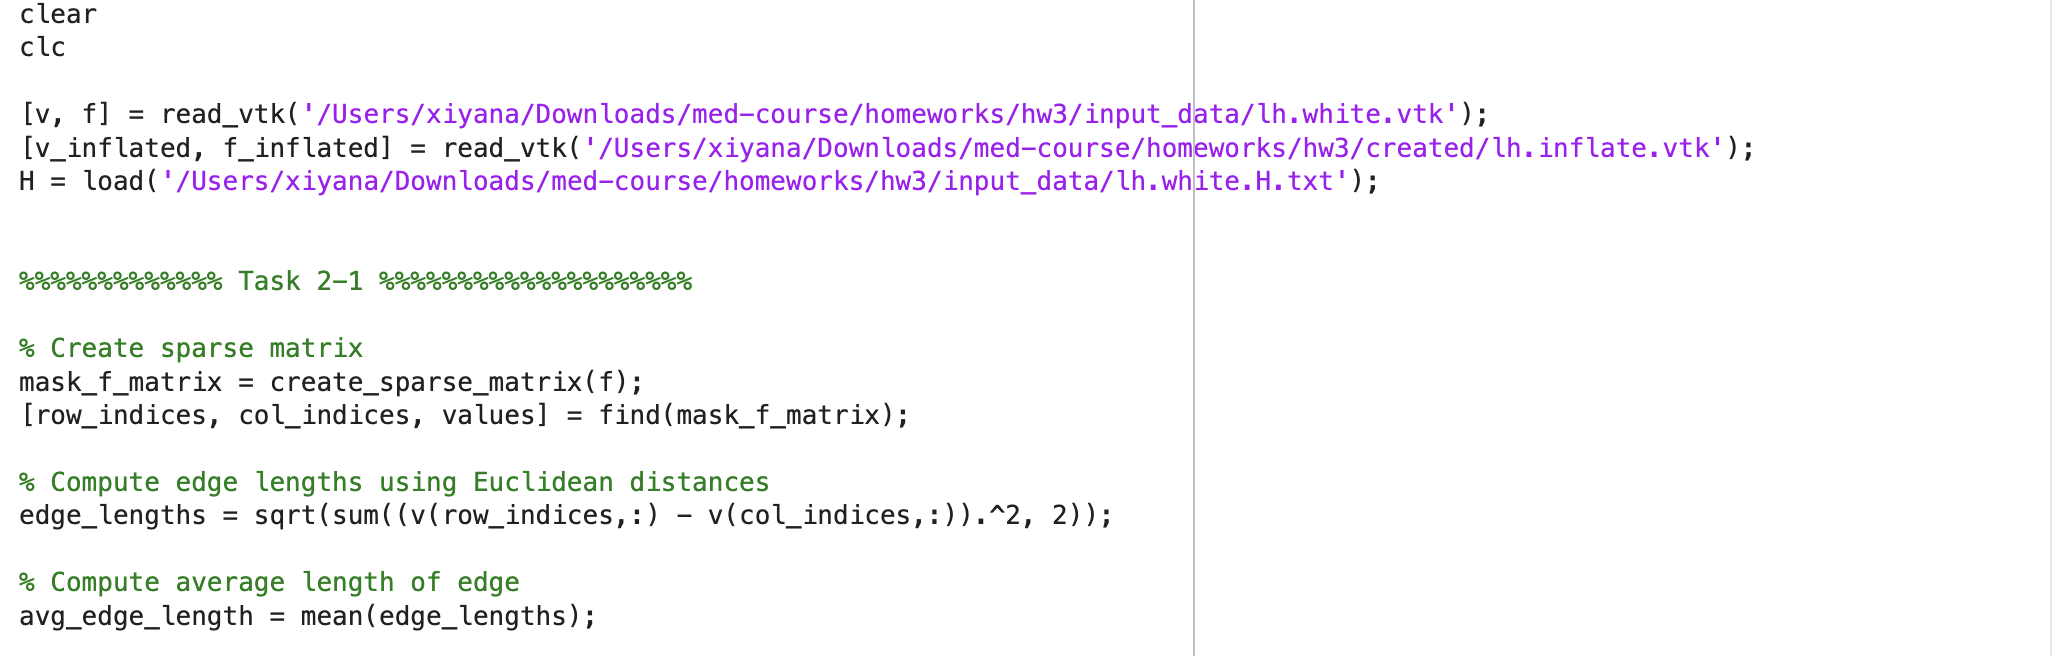 clear
clc
[v, f] = read_vtk('/Users/xiyana/Downloads/med-course/homeworks/hw3/input_data/lh.white.vtk');
[v_inflated, f_inflated] = read_vtk('/Users/xiyana/Downloads/med-course/homeworks/hw3/created/lh.inflate.vtk');
H = load('/Users/xiyana/Downloads/med-course/homeworks/hw3/input_data/lh.white.H.txt');
%%%%%%%%%%%%% Task 2-1 %%%%%%%%%%%%%%%%%%%%
% Create sparse matrix
mask_f_matrix = create_sparse_matrix(f);
[row_indices, col_indices, values] = find(mask_f_matrix);
% Compute edge lengths using Euclidean distances
edge_lengths = sqrt(sum((v(row_indices,:) - v(col_indices,:)).^2, 2));
% Compute average length of edge
avg_edge_length = mean(edge_lengths);